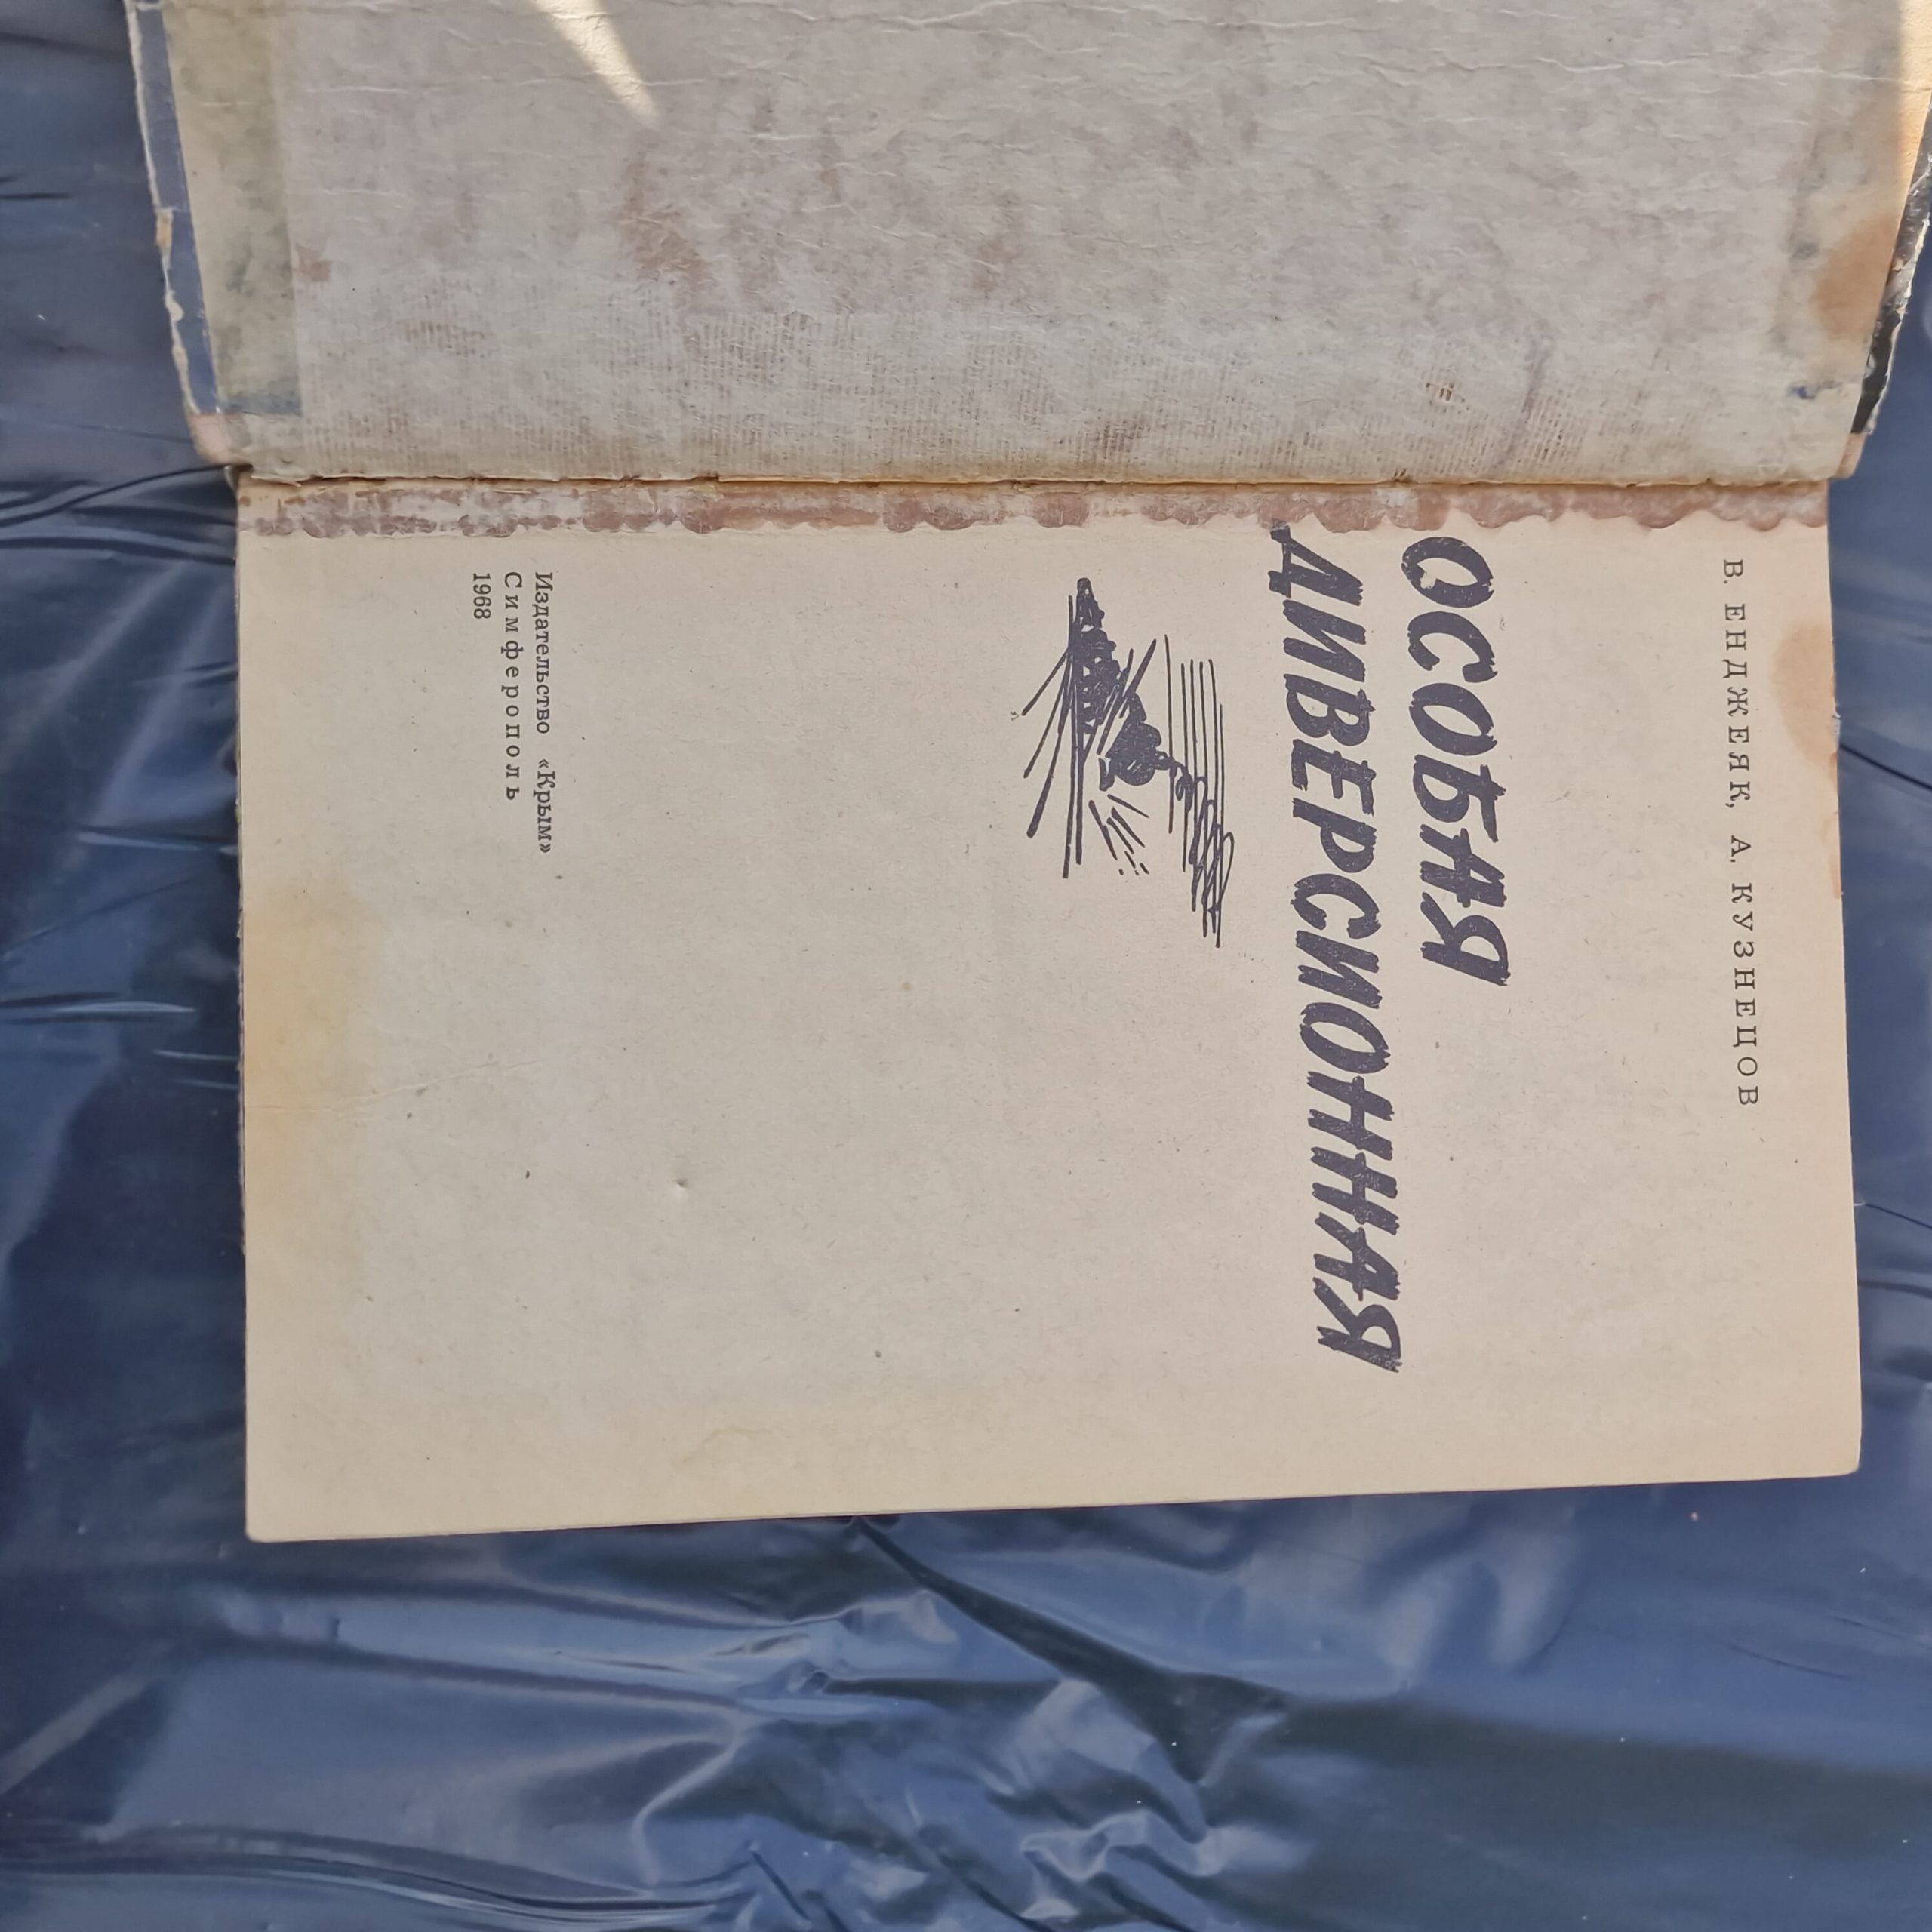 В. ЕНДЖЕЯК, А. КУЗНЕЦОВ
ОСОБАЯ
ДИВЕРСИОННАЯ
Издательство «Крым»
Симферополь
1968